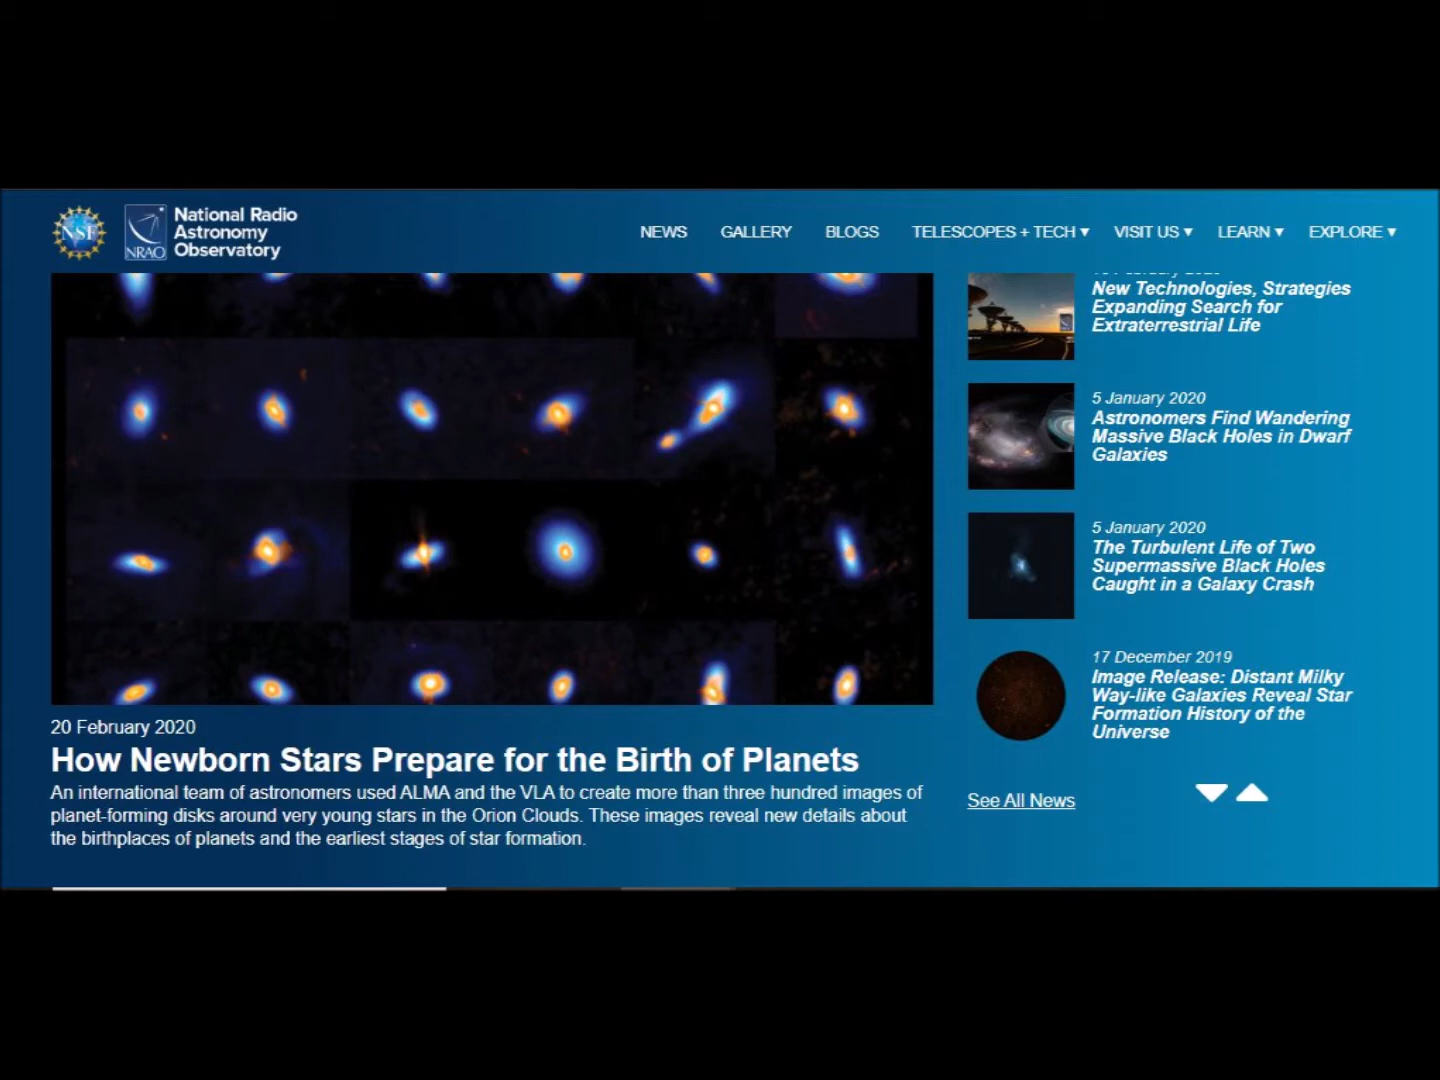 NSF
NRAO
National Radio
Astronomy
Observatory
NEWS
GALLERY
BLOGS
TELESCOPES + TECH ▾
VISIT US ▾
LEARN ▾
EXPLORE ▾
20 February 2020
How Newborn Stars Prepare for the Birth of Planets
An international team of astronomers used ALMA and the VLA to create more than three hundred images of
planet-forming disks around very young stars in the Orion Clouds. These images reveal new details about
the birthplaces of planets and the earliest stages of star formation.
New Technologies, Strategies
Expanding Search for
Extraterrestrial Life
5 January 2020
Astronomers Find Wandering
Massive Black Holes in Dwarf
Galaxies
5 January 2020
The Turbulent Life of Two
Supermassive Black Holes
Caught in a Galaxy Crash
17 December 2019
Image Release: Distant Milky
Way-like Galaxies Reveal Star
Formation History of the
Universe
See All News